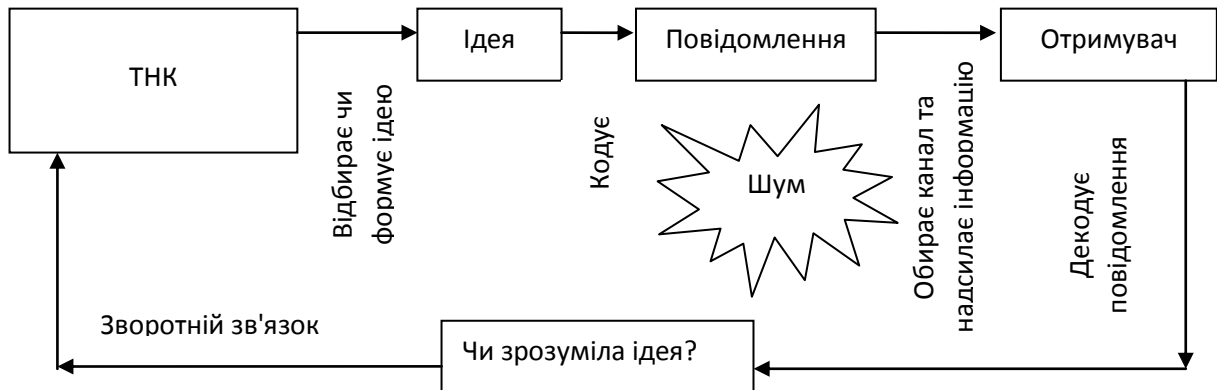 ТНК
Ідея
Повідомлення
Отримувач
Відбирає чи
формує ідею
Кодує
Шум
Обирає канал та
надсилає інформацію
Декодує
повідомлення
Зворотній зв'язок
Чи зрозуміла ідея?